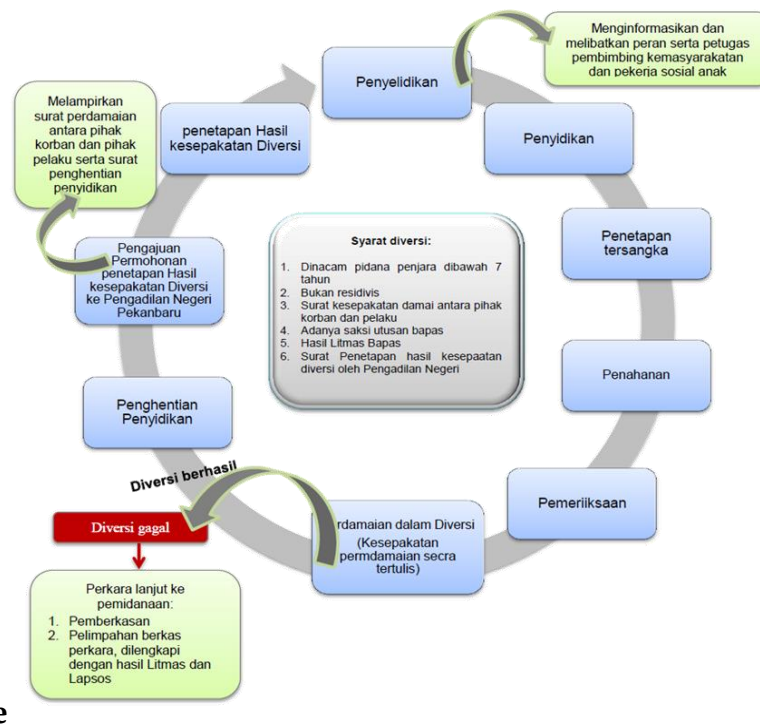 Menginformasikan dan
melibatkan peran serta petugas
pembimbing kemasyarakatan
dan pekerja sosial anak
Penyelidikan
Penyidikan
Penetapan
tersangka
Penahanan
Pemeriiksaan
rdamaian dalam Diversi
(Kesepakatan
permdamaian secra
tertulis)
Diversi berhasil
Diversi gagal
Perkara lanjut ke
pemidanaan:
1. Pemberkasan
2. Pelimpahan berkas
perkara, dilengkapi
dengan hasil Litmas dan
Lapsos
Penghentian
Penyidikan
Pengajuan
Permohonan
penetapan Hasil
kesepakatan Diversi
ke Pengadilan Negeri
Pekanbaru
Melampirkan
surat perdamaian
antara pihak
korban dan pihak
pelaku serta surat
penghentian
penyidikan
penetapan Hasil
kesepakatan Diversi
Syarat diversi:
1. Dinacam pidana penjara dibawah 7
tahun
2. Bukan residivis
3. Surat kesepakatan damai antara pihak
korban dan pelaku
4. Adanya saksi utusan bapas
5. Hasil Litmas Bapas
6. Surat Penetapan hasil kesepaatan
diversi oleh Pengadilan Negeri
e